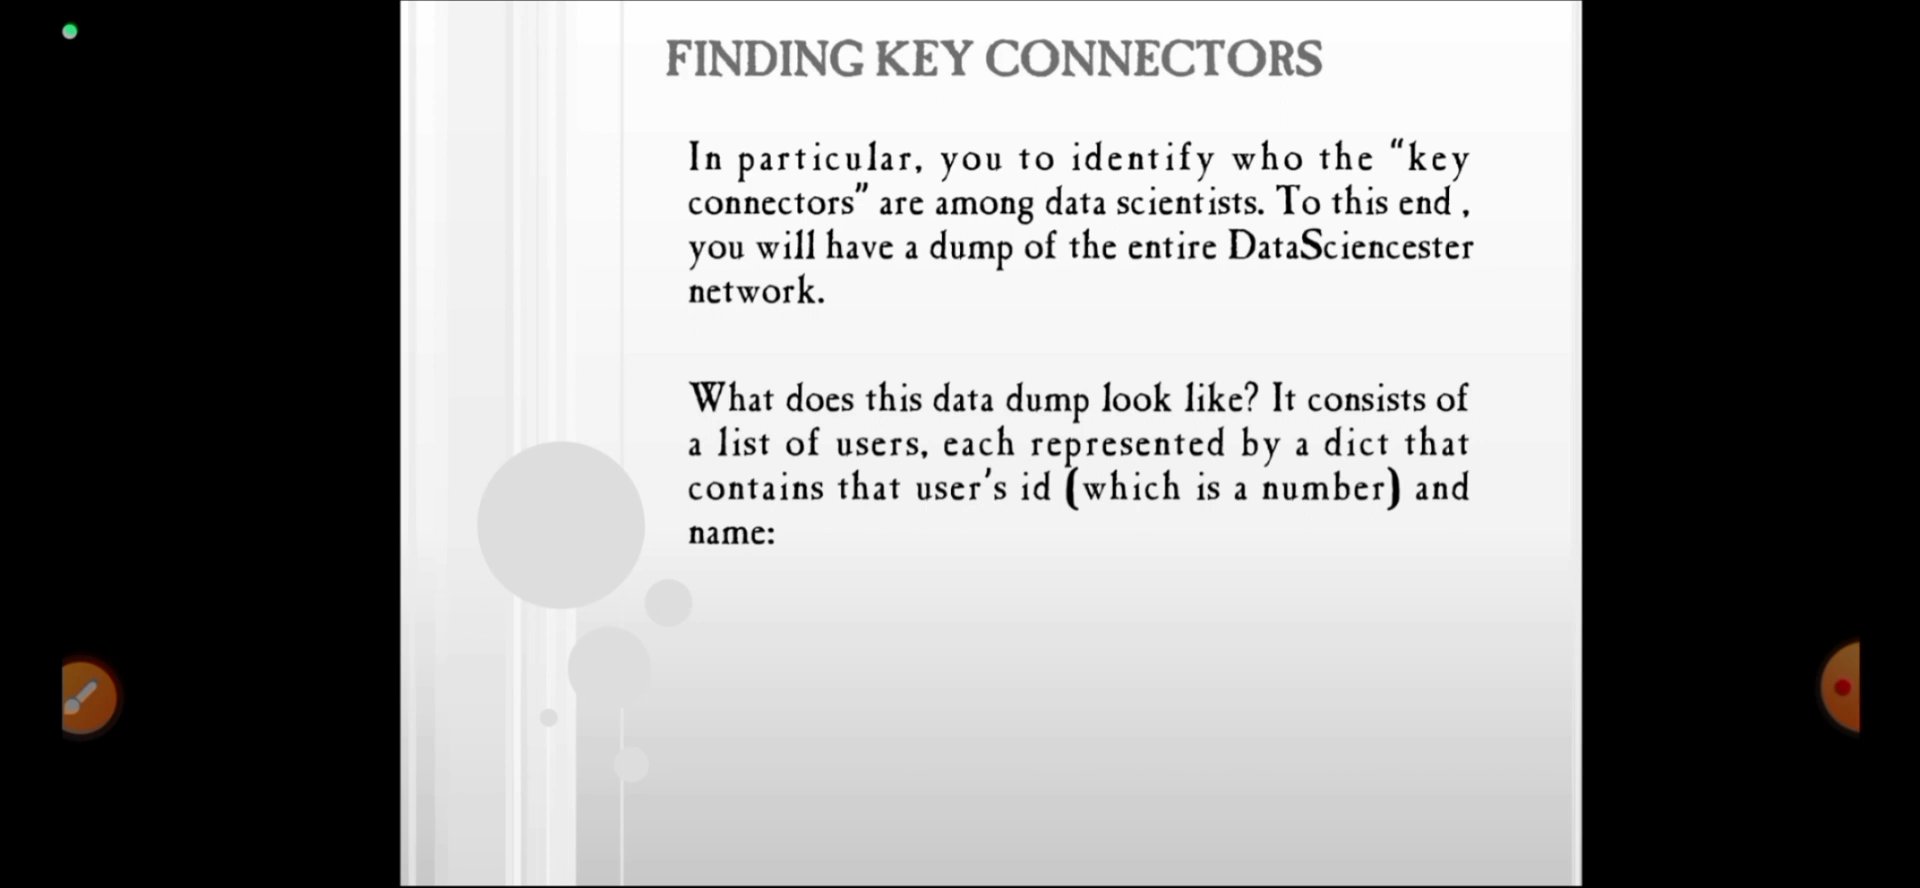 FINDING KEY CONNECTORS
In particular, you to identify who the “key
connectors” are among data scientists. To this end ,
you will have a dump of the entire DataSciencester
network.
What does this data dump look like? It consists of
a list of users, each represented by a dict that
contains that user's id (which is a number) and
name: